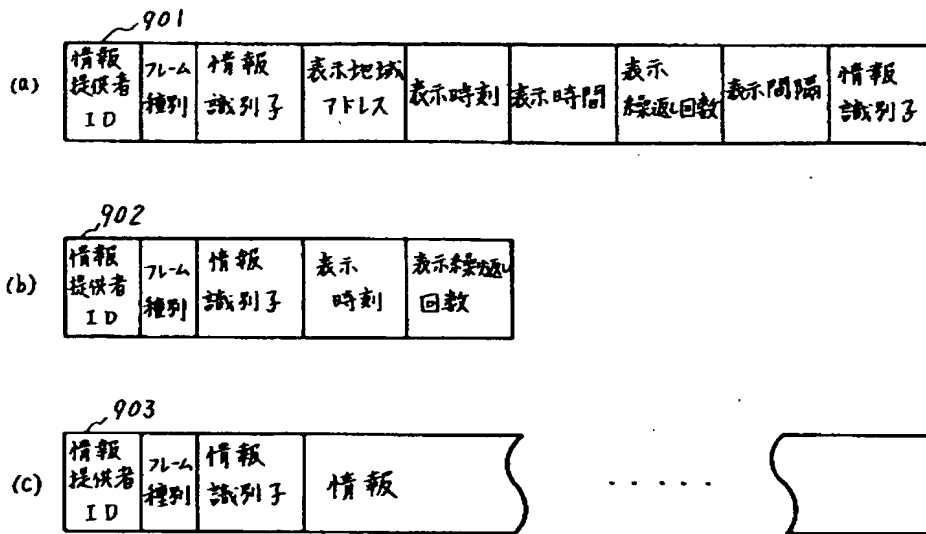 901
(a)
情報
提供者
ID
フレーム
種別
情報
識別子
表示地域
アドレス
表示時刻
表示時間
表示
繰返し回数
表示間隔
情報
識別子
902
(b)
情報
提供者
ID
フレーム
種別
情報
識別子
表示
時刻
表示繰返し
回数
903
(c)
情報
提供者
ID
フレーム
種別
情報
識別子
情報